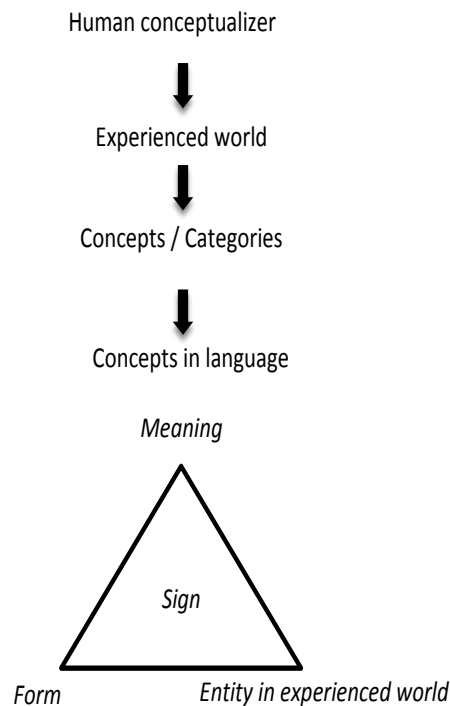 Human conceptualizer
Experienced world
Concepts / Categories
Concepts in language
Meaning
Sign
Form
Entity in experienced world